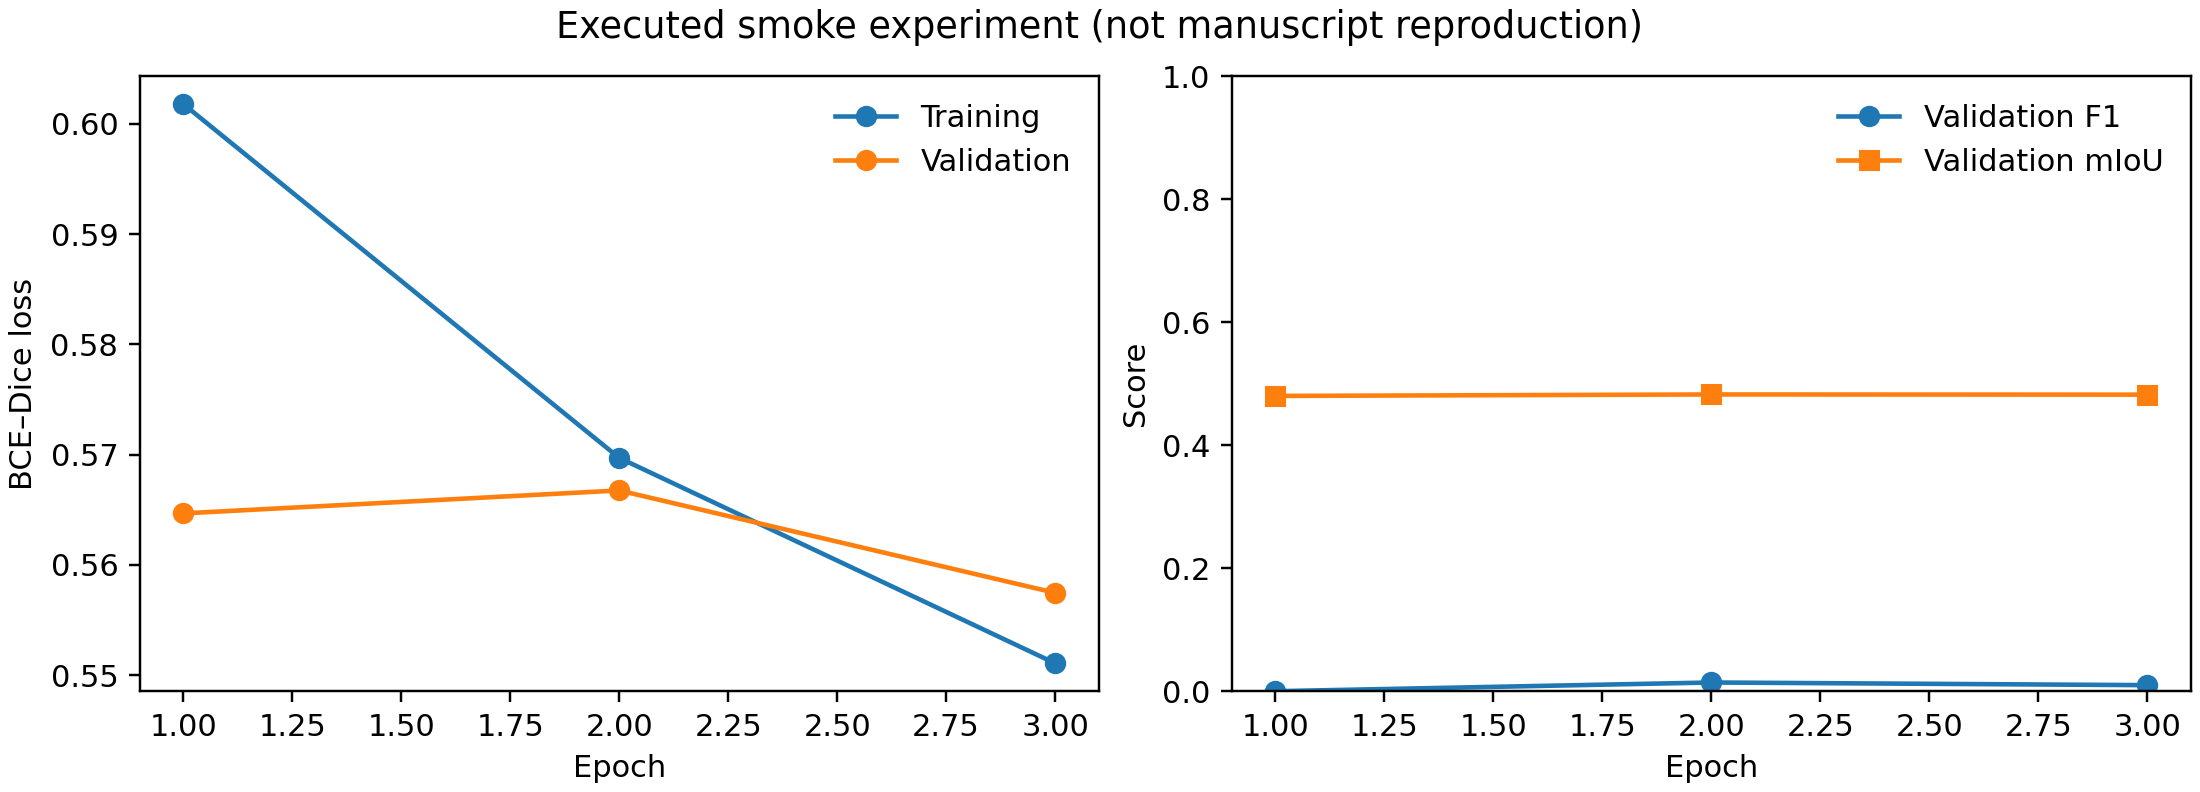 Executed smoke experiment (not manuscript reproduction)
BCE–Dice loss
0.60
0.59
0.58
0.57
0.56
0.55
Training
Validation
1.00 1.25 1.50 1.75 2.00 2.25 2.50 2.75 3.00
Epoch
Score
1.0
0.8
0.6
0.4
0.2
0.0
Validation F1
Validation mIoU
1.00 1.25 1.50 1.75 2.00 2.25 2.50 2.75 3.00
Epoch